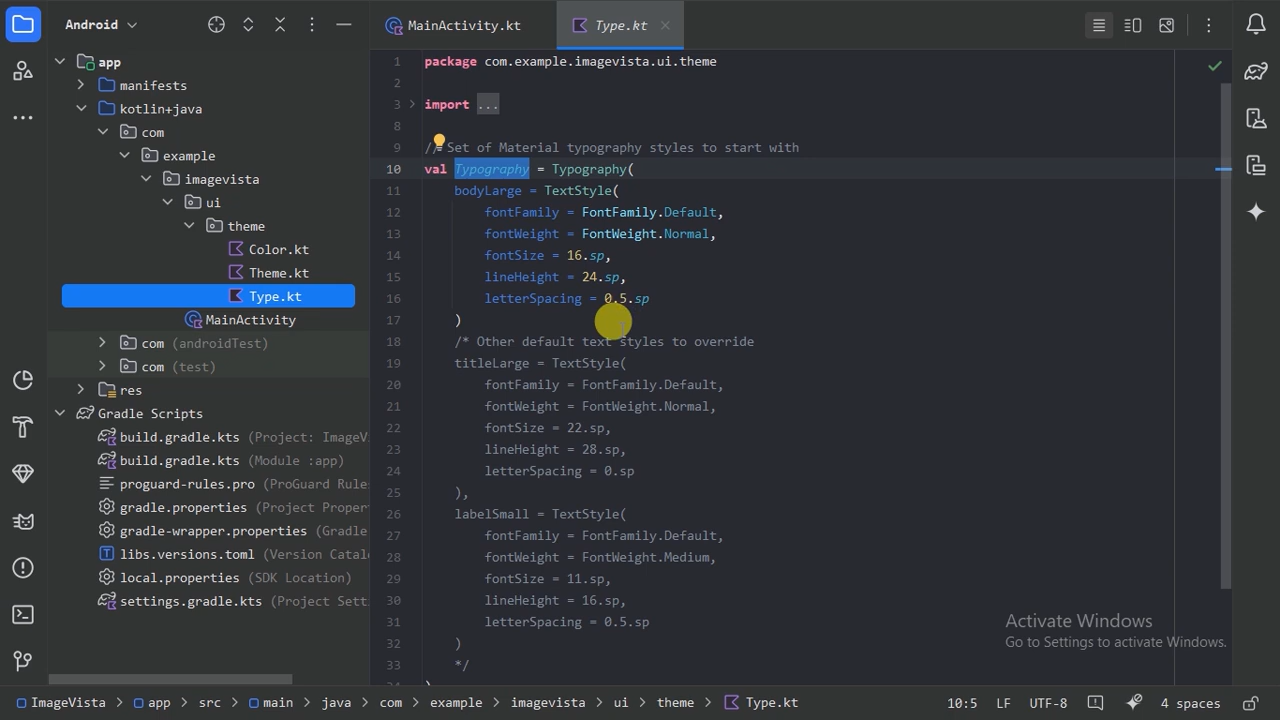 Android
MainActivity.kt
Type.kt
app
manifests
kotlin+java
com
example
imagevista
ui
theme
Color.kt
Theme.kt
Type.kt
MainActivity
com (androidTest)
com (test)
res
Gradle Scripts
build.gradle.kts (Project: ImageV
build.gradle.kts (Module :app)
proguard-rules.pro (ProGuard Rule
gradle.properties (Project Proper
gradle-wrapper.properties (Gradle
libs.versions.toml (Version Catal
local.properties (SDK Location)
settings.gradle.kts (Project Sett
1 package com.example.imagevista.ui.theme
2
3 import ...
8
9 // Set of Material typography styles to start with
10 val Typography = Typography(
11 bodyLarge = TextStyle(
12 fontFamily = FontFamily.Default,
13 fontWeight = FontWeight.Normal,
14 fontSize = 16.sp,
15 lineHeight = 24.sp,
16 letterSpacing = 0.5.sp
17 )
18 /* Other default text styles to override
19 titleLarge = TextStyle(
20 fontFamily = FontFamily.Default,
21 fontWeight = FontWeight.Normal,
22 fontSize = 22.sp,
23 lineHeight = 28.sp,
24 letterSpacing = 0.sp
25 ),
26 labelSmall = TextStyle(
27 fontFamily = FontFamily.Default,
28 fontWeight = FontWeight.Medium,
29 fontSize = 11.sp,
30 lineHeight = 16.sp,
31 letterSpacing = 0.5.sp
32 )
33 */
Activate Windows
Go to Settings to activate Windows.
ImageVista > app > src > main > java > com > example > imagevista > ui > theme > Type.kt 10:5 LF UTF-8 4 spaces